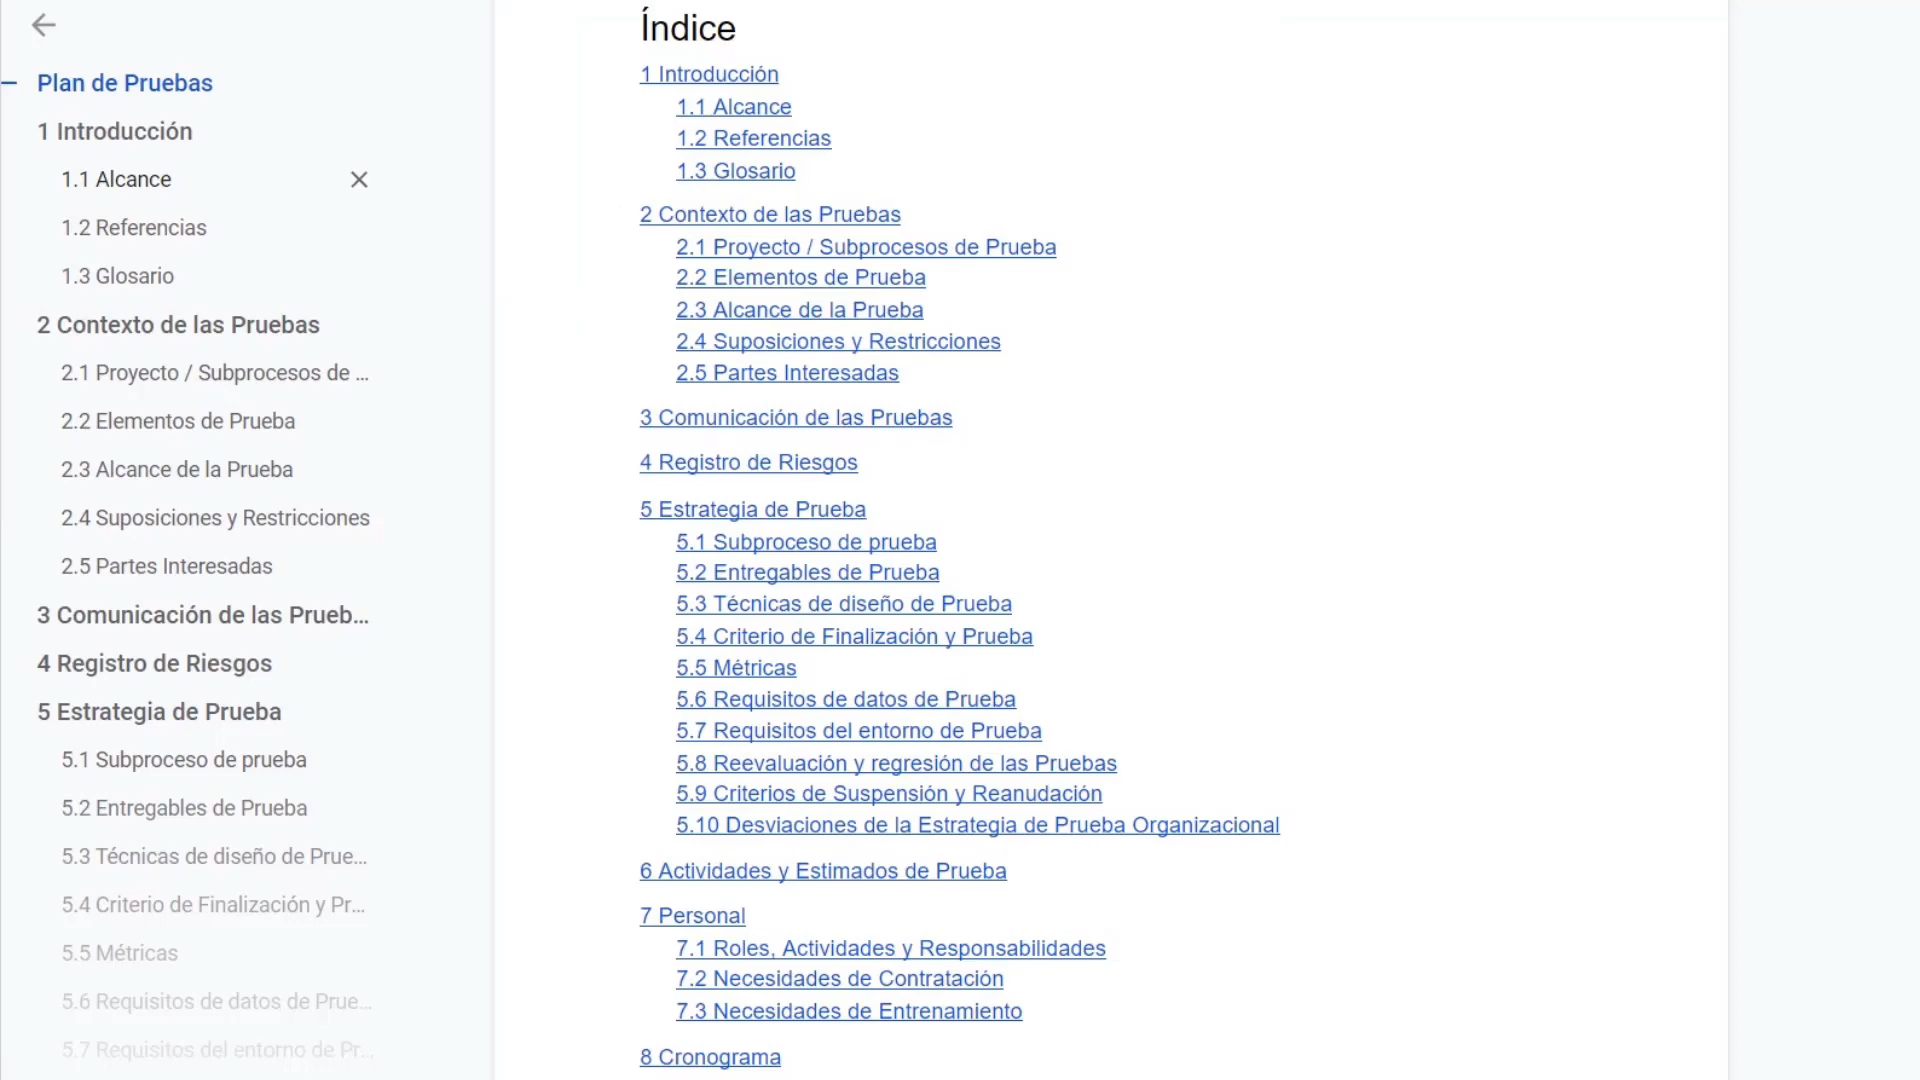 Plan de Pruebas
1 Introducción
1.1 Alcance
1.2 Referencias
1.3 Glosario
2 Contexto de las Pruebas
2.1 Proyecto / Subprocesos de ...
2.2 Elementos de Prueba
2.3 Alcance de la Prueba
2.4 Suposiciones y Restricciones
2.5 Partes Interesadas
3 Comunicación de las Prueb...
4 Registro de Riesgos
5 Estrategia de Prueba
5.1 Subproceso de prueba
5.2 Entregables de Prueba
5.3 Técnicas de diseño de Prue...
5.4 Criterio de Finalización y Pr...
5.5 Métricas
5.6 Requisitos de datos de Prue...
5.7 Requisitos del entorno de Pr...
Índice
1 Introducción
1.1 Alcance
1.2 Referencias
1.3 Glosario
2 Contexto de las Pruebas
2.1 Proyecto / Subprocesos de Prueba
2.2 Elementos de Prueba
2.3 Alcance de la Prueba
2.4 Suposiciones y Restricciones
2.5 Partes Interesadas
3 Comunicación de las Pruebas
4 Registro de Riesgos
5 Estrategia de Prueba
5.1 Subproceso de prueba
5.2 Entregables de Prueba
5.3 Técnicas de diseño de Prueba
5.4 Criterio de Finalización y Prueba
5.5 Métricas
5.6 Requisitos de datos de Prueba
5.7 Requisitos del entorno de Prueba
5.8 Reevaluación y regresión de las Pruebas
5.9 Criterios de Suspensión y Reanudación
5.10 Desviaciones de la Estrategia de Prueba Organizacional
6 Actividades y Estimados de Prueba
7 Personal
7.1 Roles, Actividades y Responsabilidades
7.2 Necesidades de Contratación
7.3 Necesidades de Entrenamiento
8 Cronograma